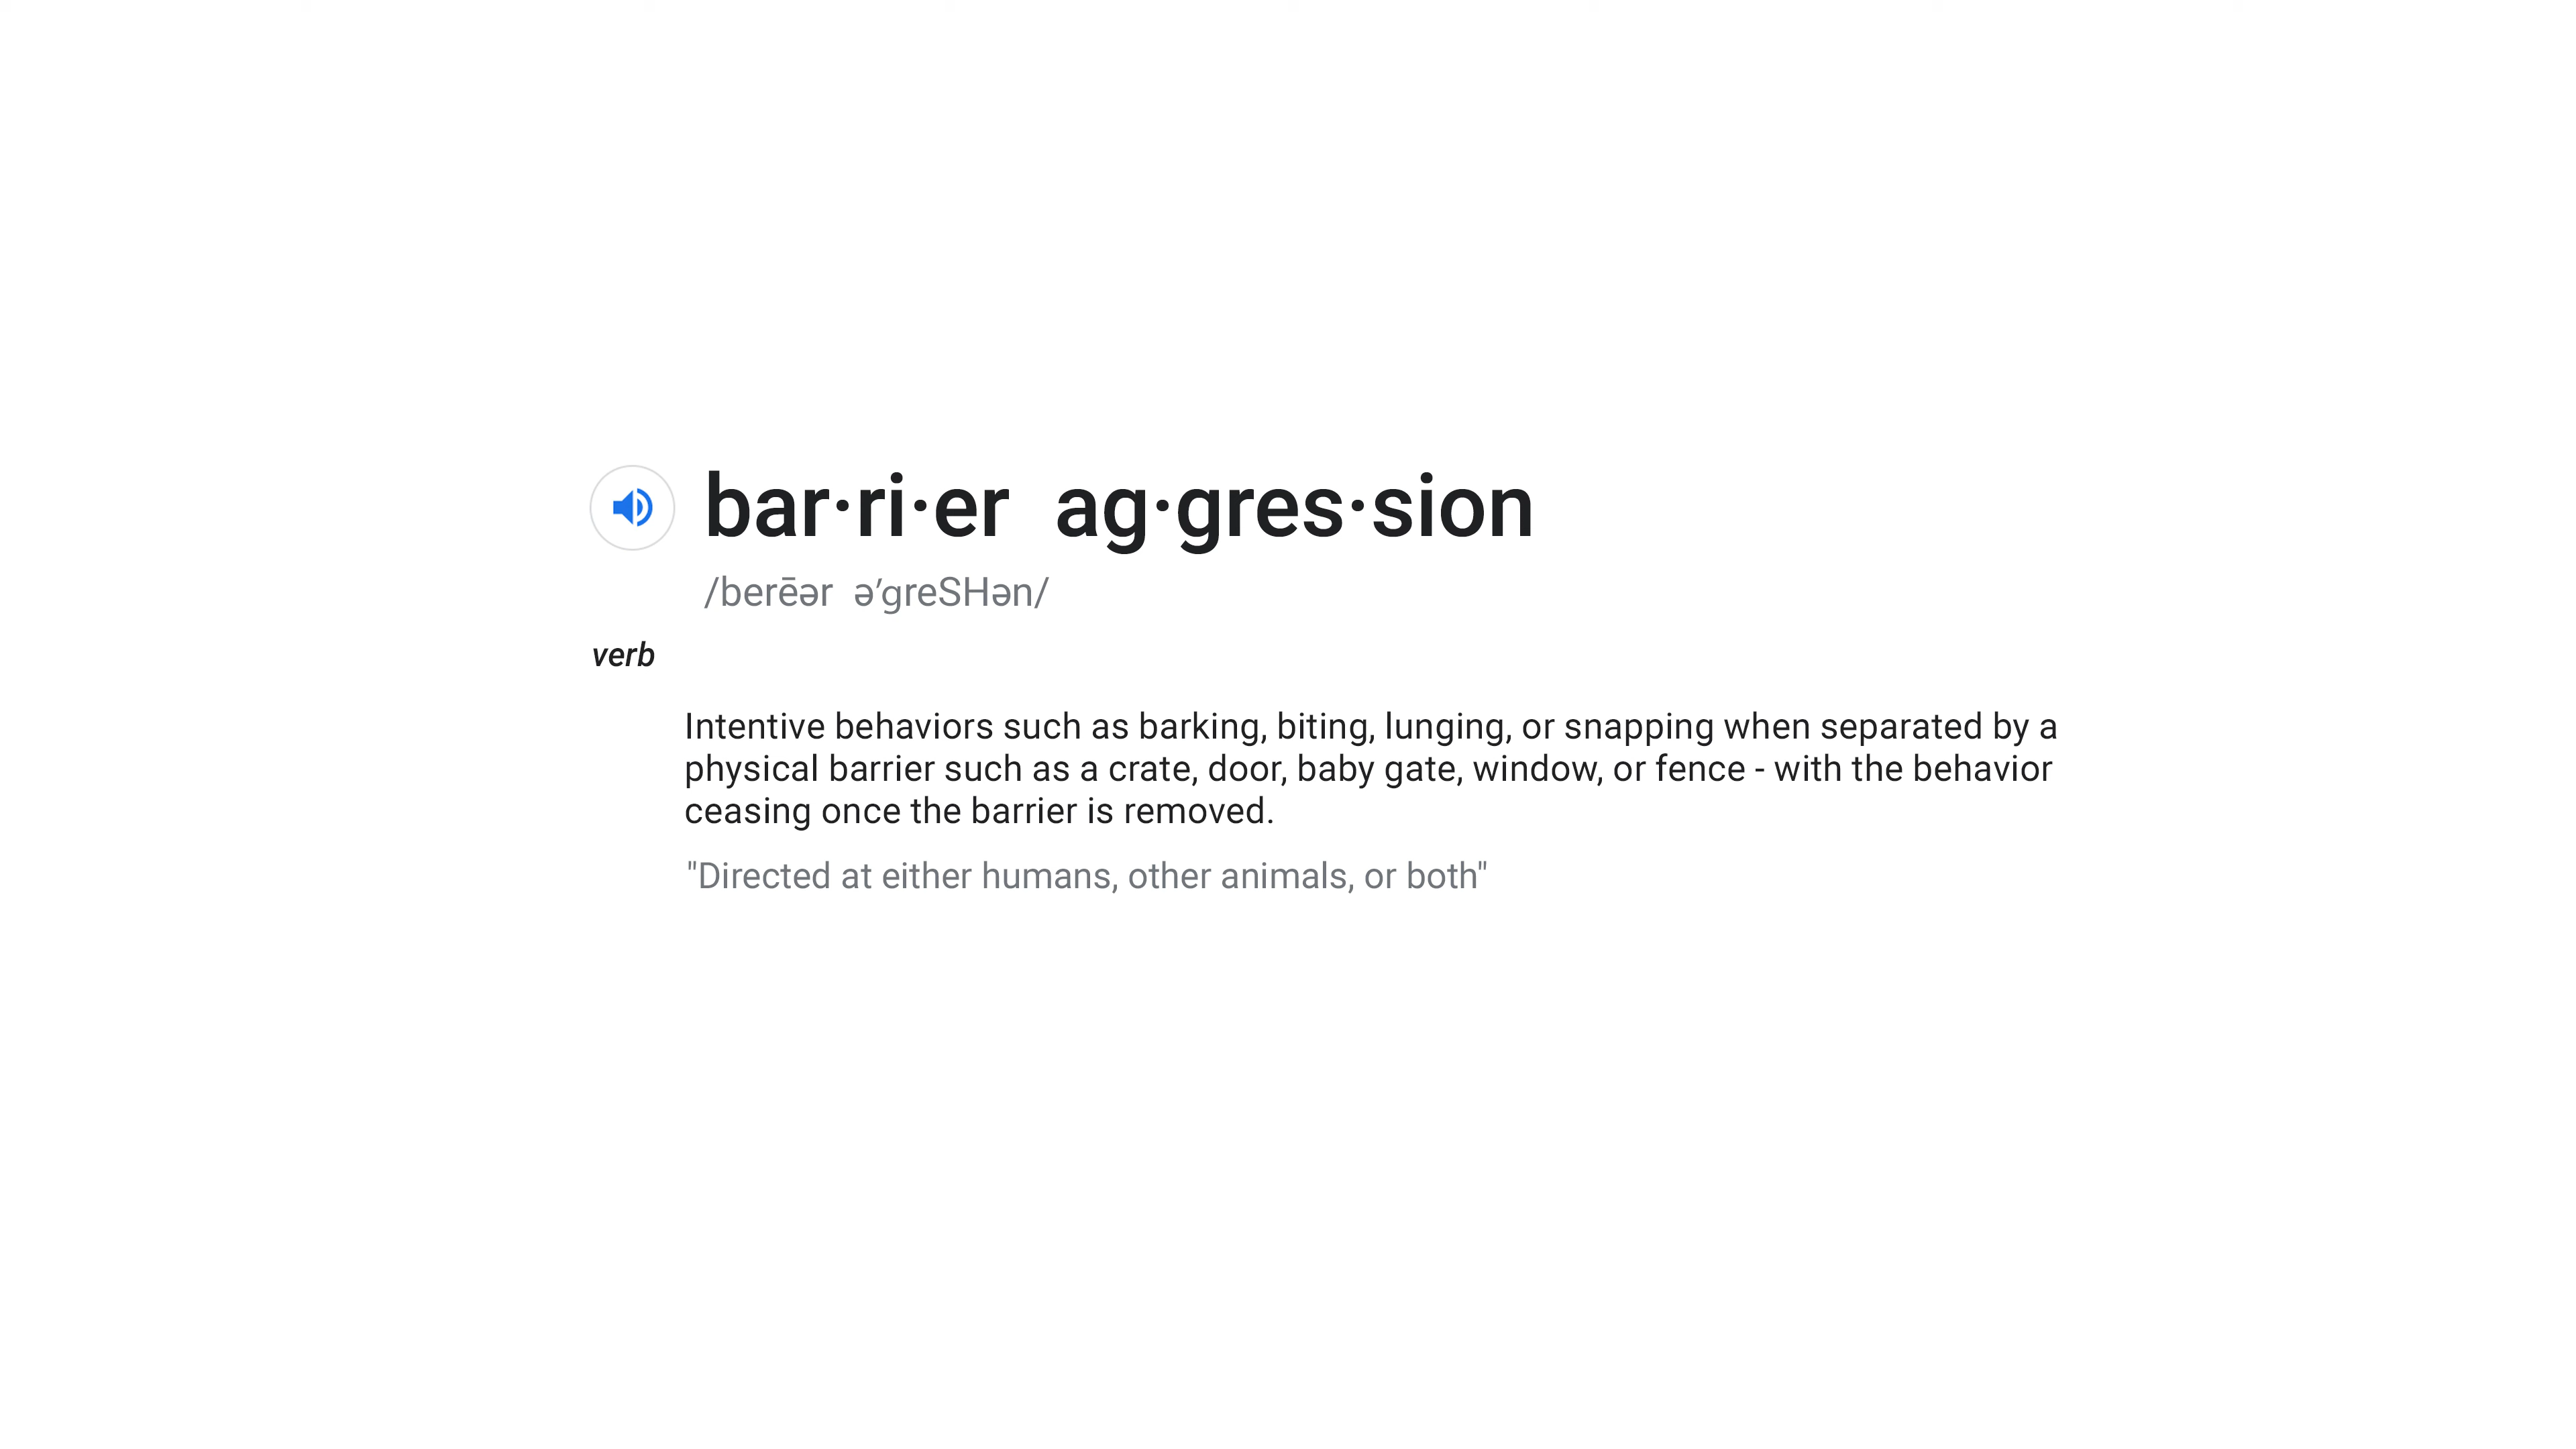 bar·ri·er ag·gres·sion
/berēər ə′greSHən/
verb
Intentive behaviors such as barking, biting, lunging, or snapping when separated by a
physical barrier such as a crate, door, baby gate, window, or fence - with the behavior
ceasing once the barrier is removed.
"Directed at either humans, other animals, or both"